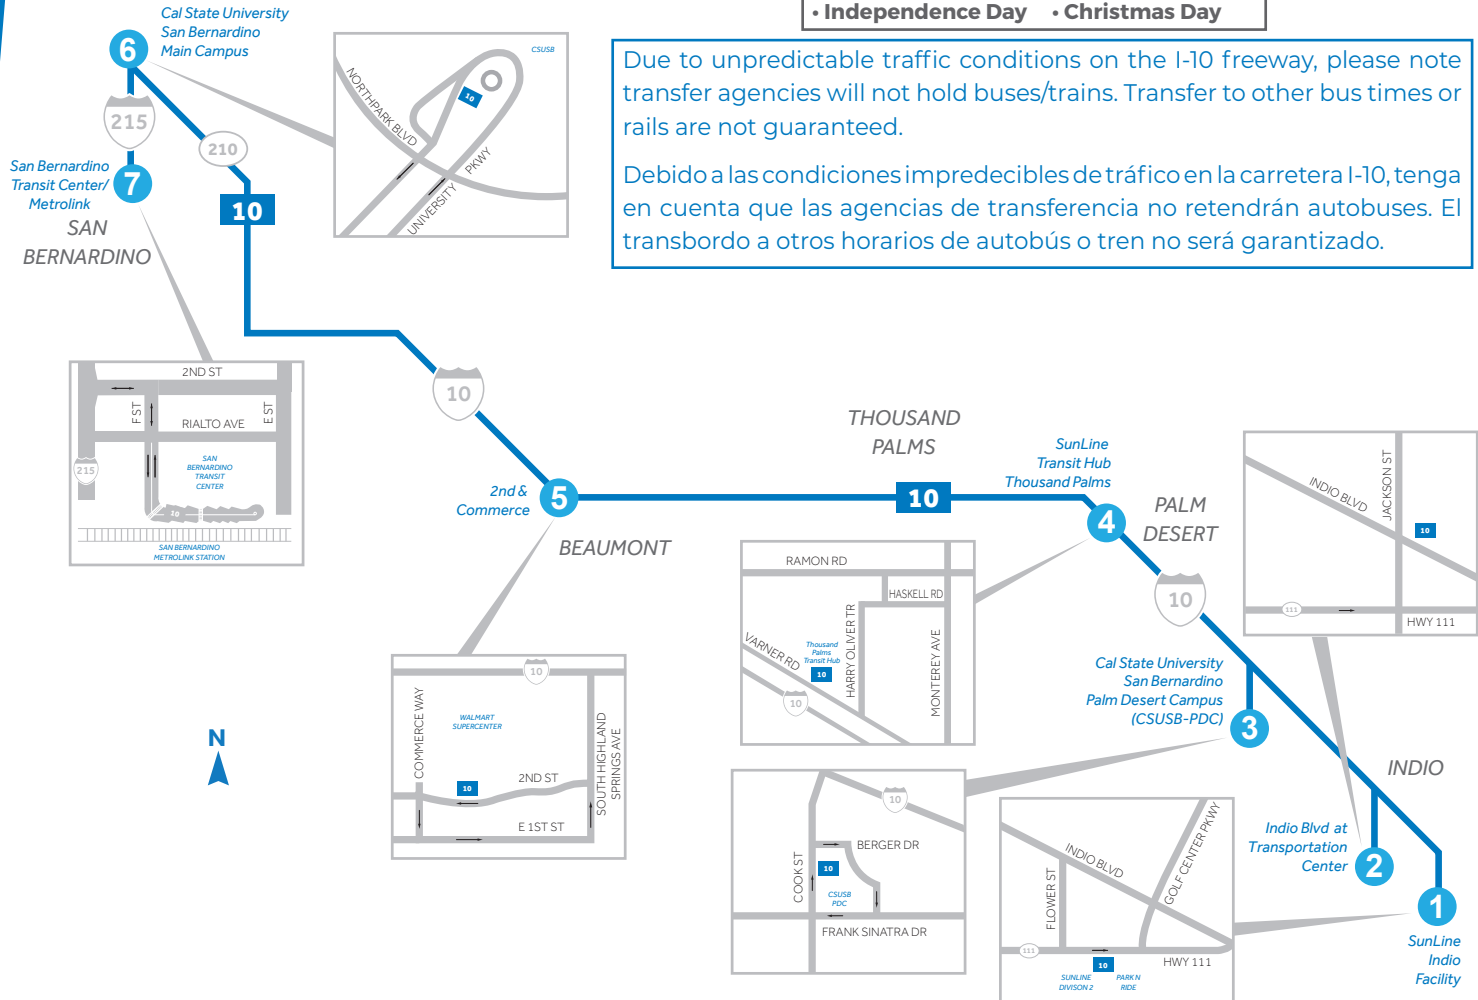 • Independence Day • Christmas Day
Due to unpredictable traffic conditions on the I-10 freeway, please note
transfer agencies will not hold buses/trains. Transfer to other bus times or
rails are not guaranteed.
Debido a las condiciones impredecibles de tráfico en la carretera I-10, tenga
en cuenta que las agencias de transferencia no retendrán autobuses. El
transbordo a otros horarios de autobús o tren no será garantizado.
Cal State University
San Bernardino
Main Campus
6
215
210
San Bernardino
Transit Center/
Metrolink
7
SAN
BERNARDINO
10
CSUSB
10
NORTHPARK BLVD
UNIVERSITY PKWY
2ND ST
F ST
E ST
RIALTO AVE
215
SAN
BERNARDINO
TRANSIT
CENTER
10
SAN BERNARDINO
METROLINK STATION
10
2nd &
Commerce
5
BEAUMONT
10
THOUSAND
PALMS
SunLine
Transit Hub
Thousand Palms
4
PALM
DESERT
10
INDIO BLVD
JACKSON ST
10
111
HWY 111
RAMON RD
HASKELL RD
HARRY OLIVER TR
MONTEREY AVE
VARNER RD
Thousand
Palms
Transit Hub
10
10
Cal State University
San Bernardino
Palm Desert Campus
(CSUSB-PDC)
3
10
COMMERCE WAY
WALMART
SUPERCENTER
SOUTH HIGHLAND
SPRINGS AVE
10
2ND ST
E 1ST ST
N
10
BERGER DR
COOK ST
10
CSUSB
PDC
FRANK SINATRA DR
INDIO
Indio Blvd at
Transportation
Center
2
1
SunLine
Indio
Facility
INDIO BLVD
GOLF CENTER PKWY
FLOWER ST
111
10
HWY 111
SUNLINE
DIVISON 2
PARK N
RIDE